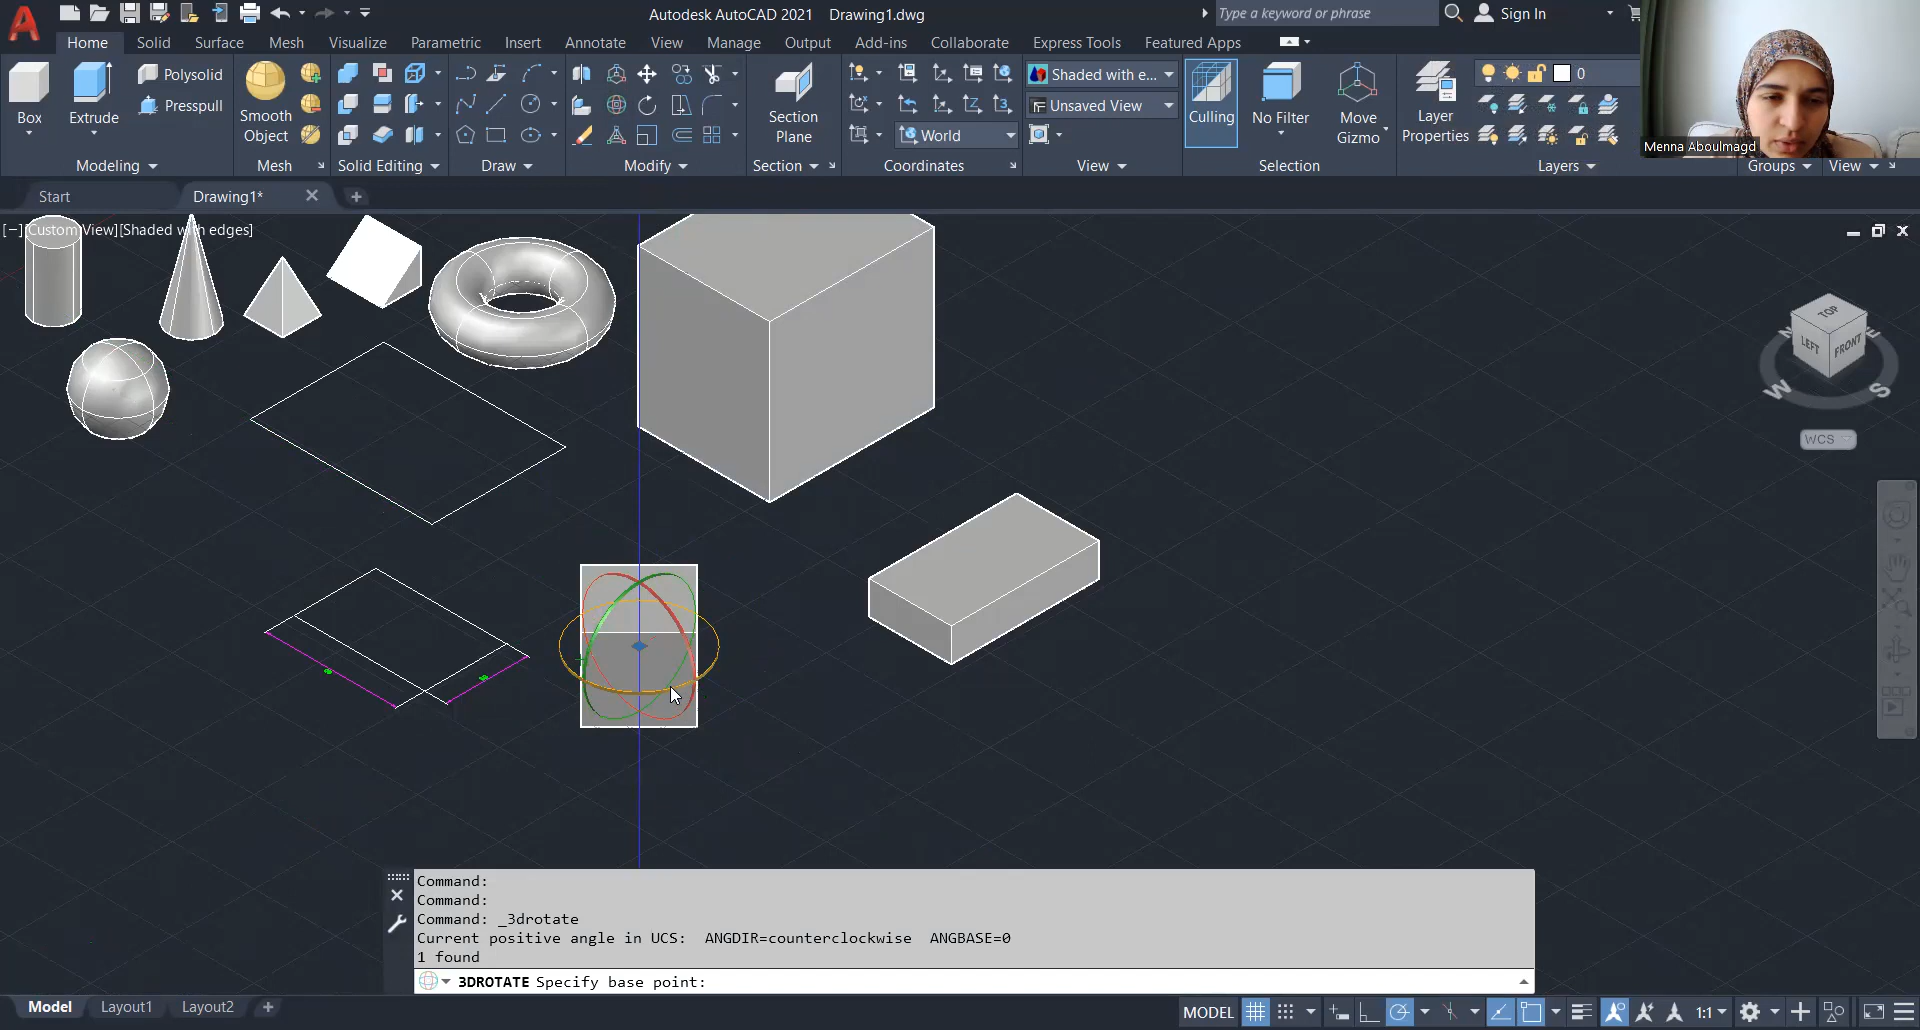 Autodesk AutoCAD 2021 Drawing1.dwg
Type a keyword or phrase
Sign In
Home Solid Surface Mesh Visualize Parametric Insert Annotate View Manage Output Add-ins Collaborate Express Tools Featured Apps
Box
Extrude
Polysolid
Presspull
Modeling
Smooth
Object
Mesh
Solid Editing
Draw
Modify
Section
Plane
Section
World
Coordinates
Shaded with e...
Unsaved View
View
Culling
No Filter
Move
Gizmo
Selection
Layer
Properties
0
Layers
Menna Aboulmagd
Groups
View
Start
Drawing1*
[−][Custom View][Shaded with edges]
TOP
LEFT
FRONT
N
E
W
S
WCS
Command:
Command:
Command: _3drotate
Current positive angle in UCS: ANGDIR=counterclockwise ANGBASE=0
1 found
3DROTATE Specify base point:
Model Layout1 Layout2
MODEL
1:1